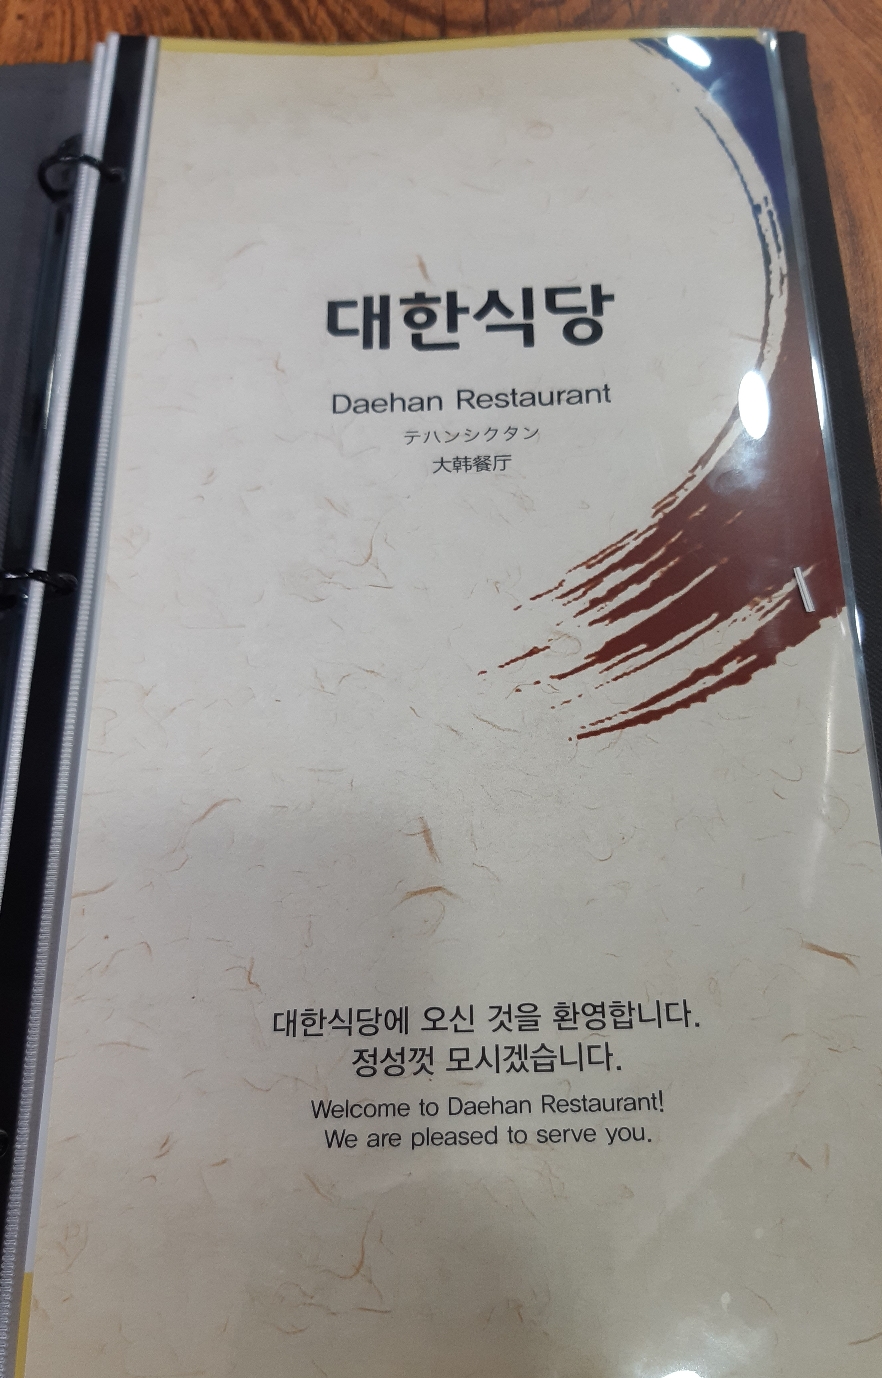 대한식당
Daehan Restaurant
テハンシクタン
大韩餐厅
대한식당에 오신 것을 환영합니다.
정성껏 모시겠습니다.
Welcome to Daehan Restaurant!
We are pleased to serve you.